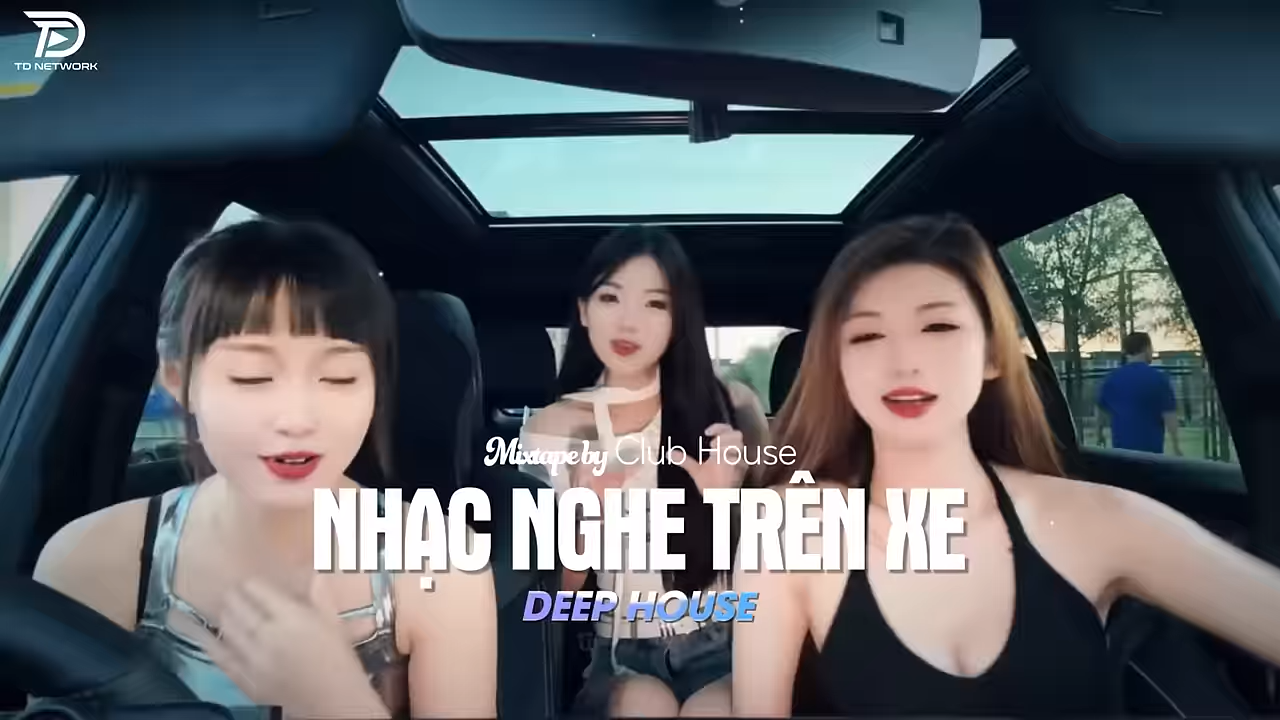 TD NETWORK
Mixtape by Club House
NHẠC NGHE TRÊN XE
DEEP HOUSE